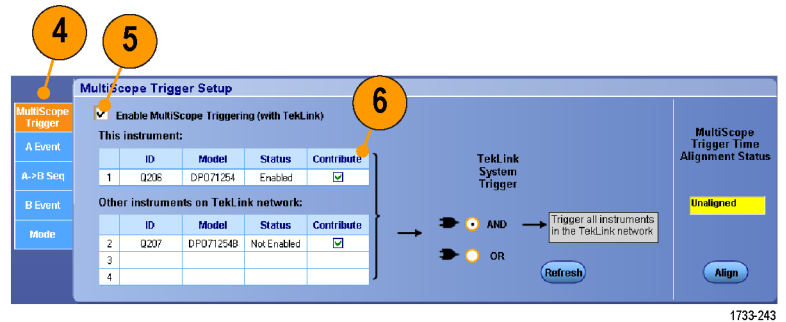 4
5
6
MultiScope Trigger Setup
MultiScope
Trigger
A Event
A->B Seq
B Event
Mode
Enable MultiScope Triggering (with TekLink)
This instrument:
ID Model Status Contribute
1 Q206 DPO71254 Enabled
Other instruments on TekLink network:
ID Model Status Contribute
2 Q207 DPO71254B Not Enabled
3
4
TekLink
System
Trigger
AND
OR
Trigger all instruments
in the TekLink network
Refresh
MultiScope
Trigger Time
Alignment Status
Unaligned
Align
1733-243